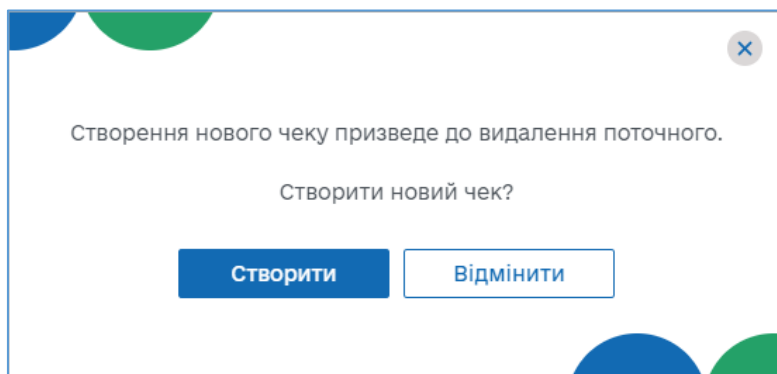 Створення нового чеку призведе до видалення поточного.
Створити новий чек?
Створити
Відмінити